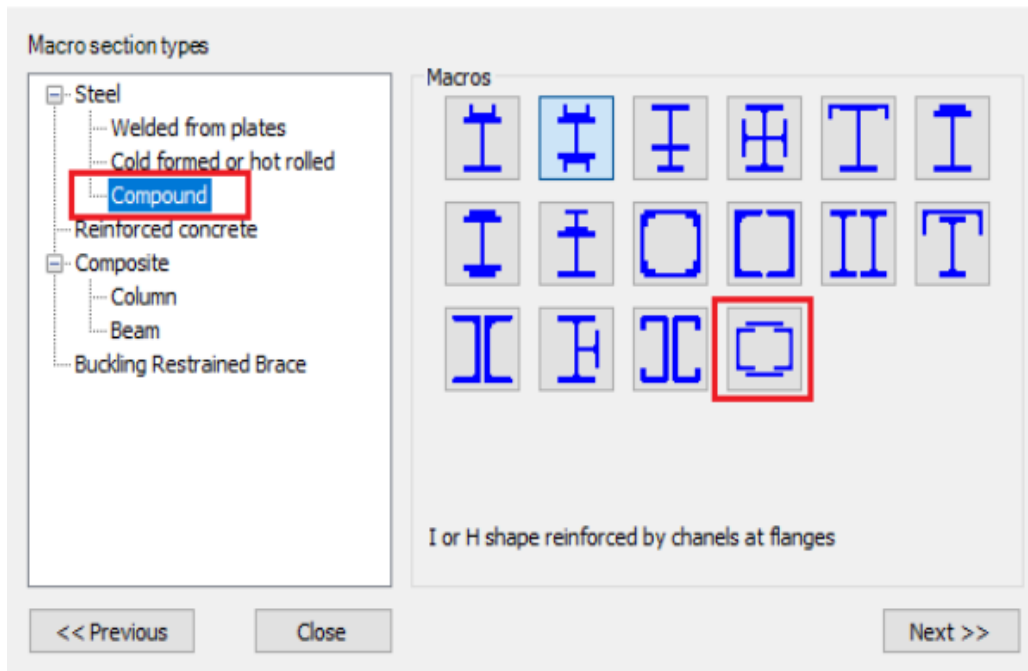 Macro section types
Steel
Welded from plates
Cold formed or hot rolled
Compound
Reinforced concrete
Composite
Column
Beam
Buckling Restrained Brace
Macros
I or H shape reinforced by chanels at flanges
<< Previous
Close
Next >>